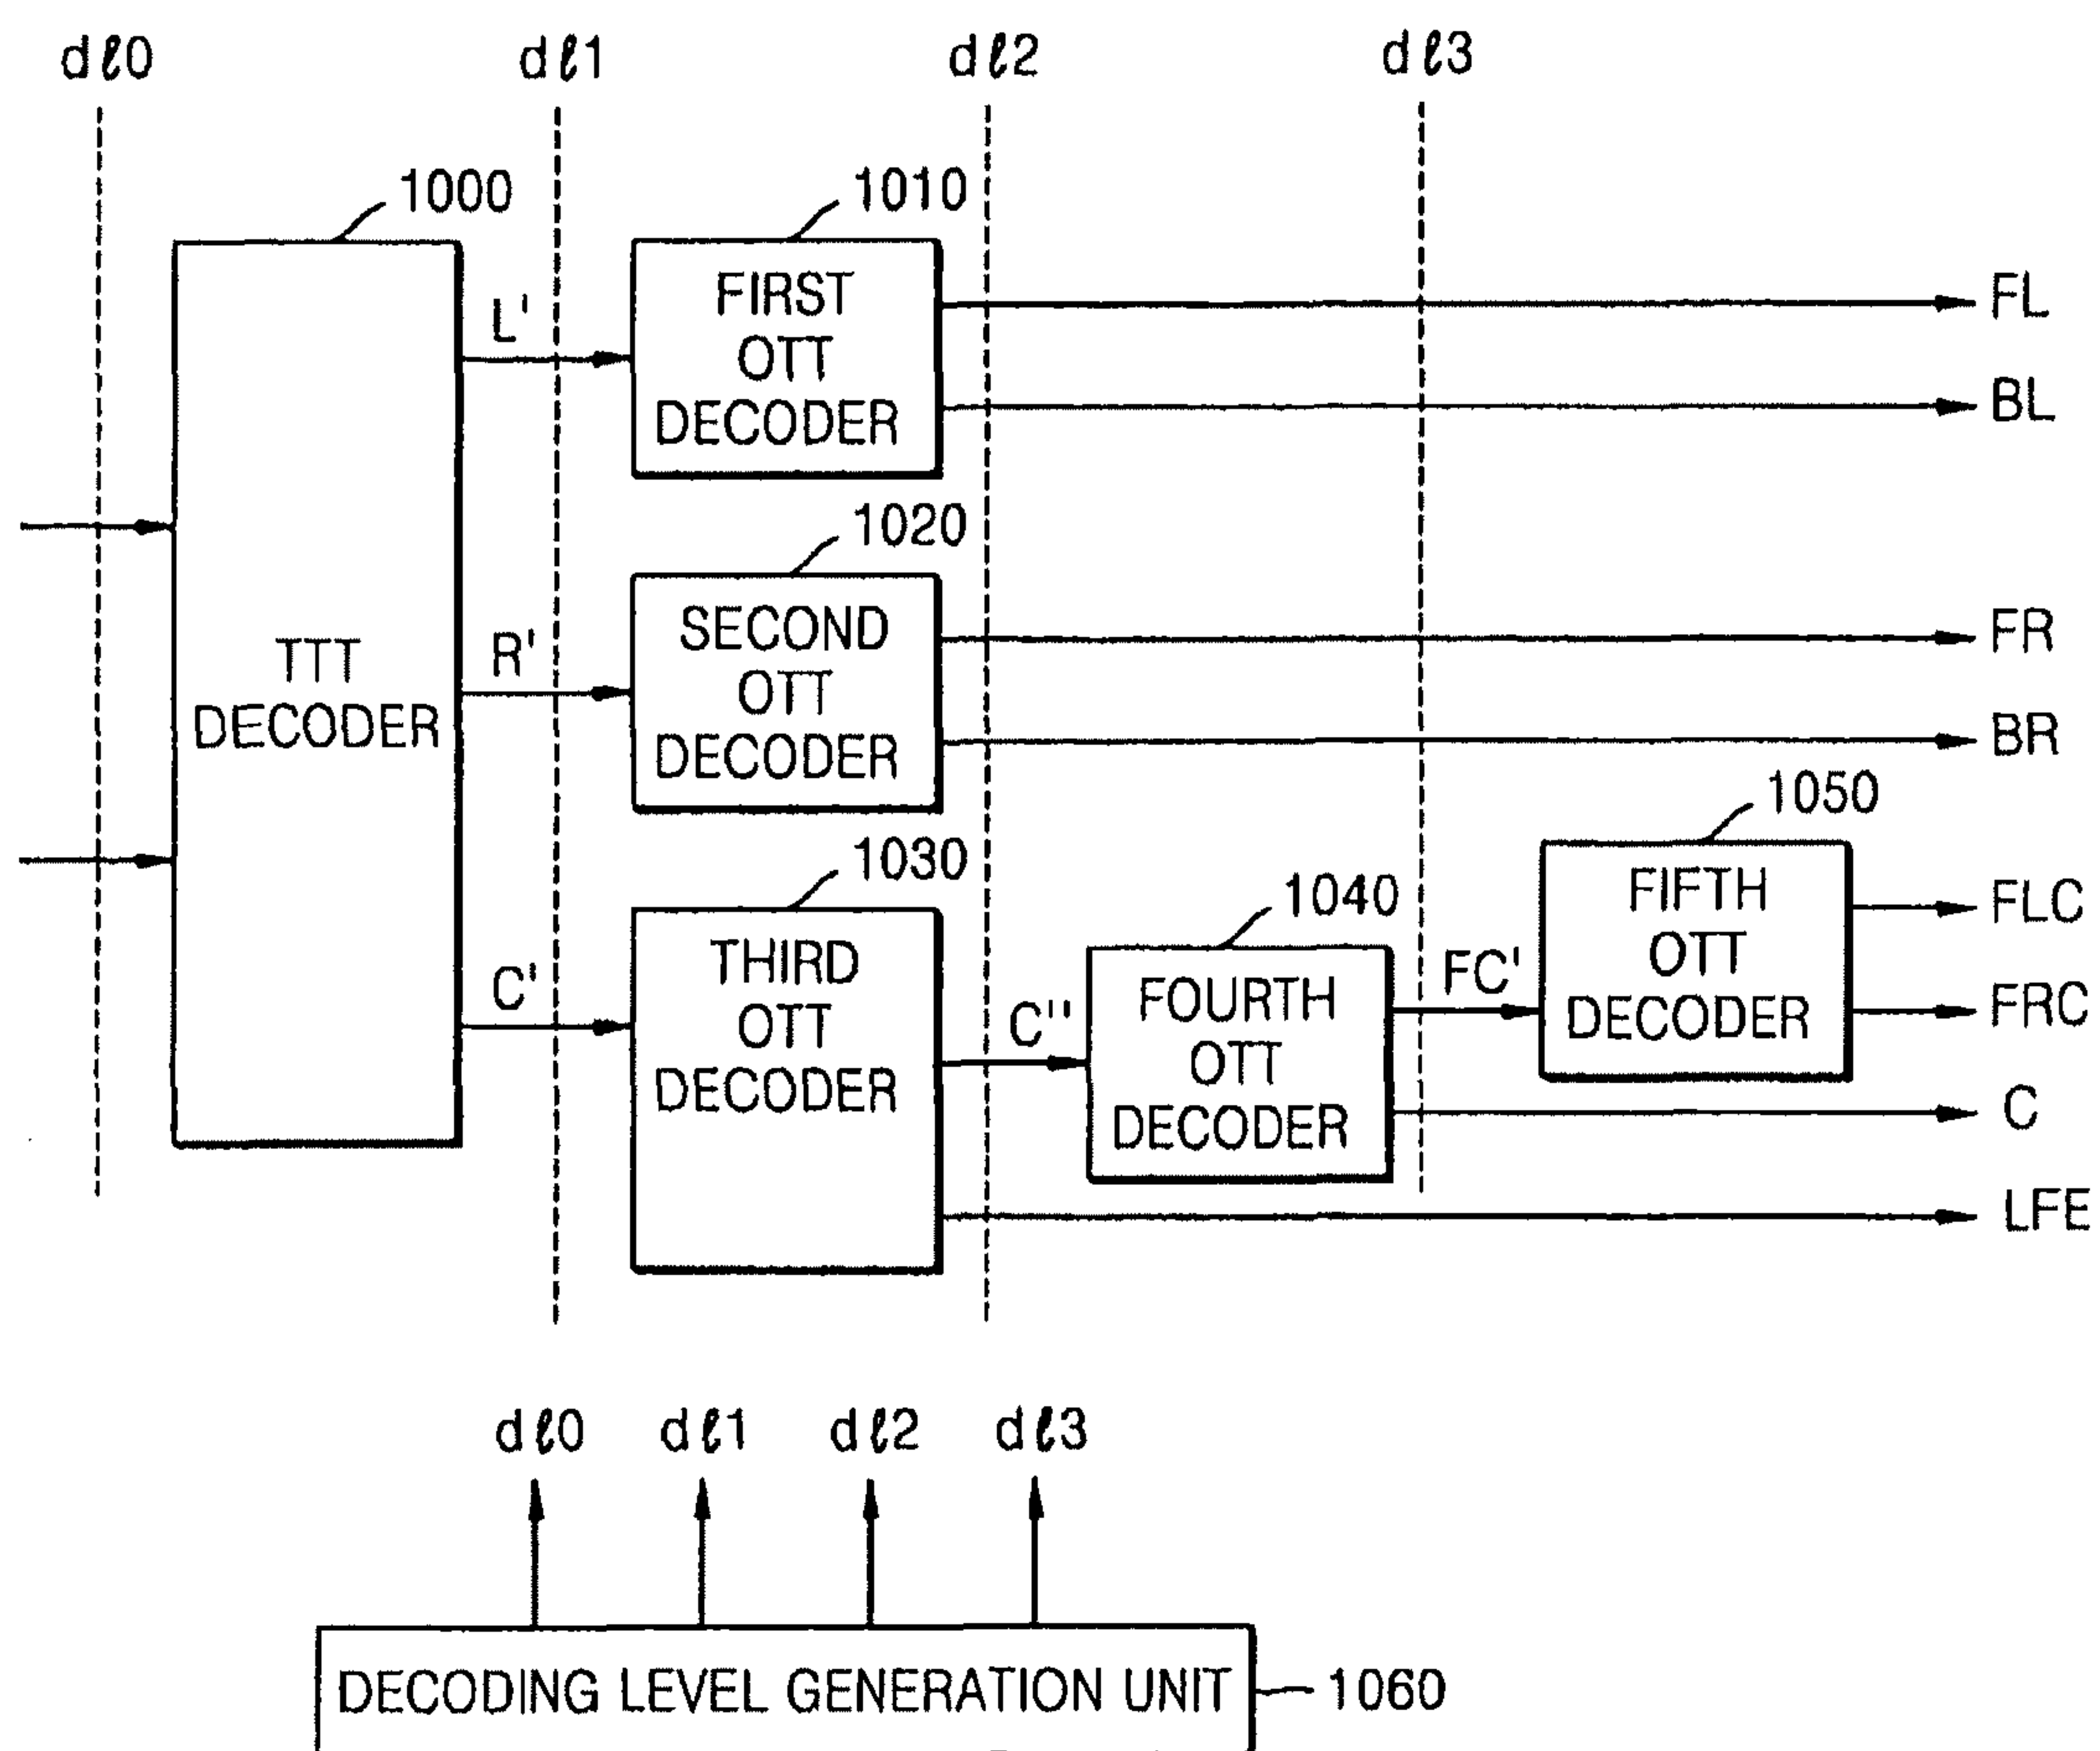 dℓ0
dℓ1
dℓ2
dℓ3
1000
TTT
DECODER
L'
R'
C'
1010
FIRST
OTT
DECODER
FL
BL
1020
SECOND
OTT
DECODER
FR
BR
1030
THIRD
OTT
DECODER
C''
1040
FOURTH
OTT
DECODER
FC'
1050
FIFTH
OTT
DECODER
FLC
FRC
C
LFE
dℓ0
dℓ1
dℓ2
dℓ3
DECODING LEVEL GENERATION UNIT
1060